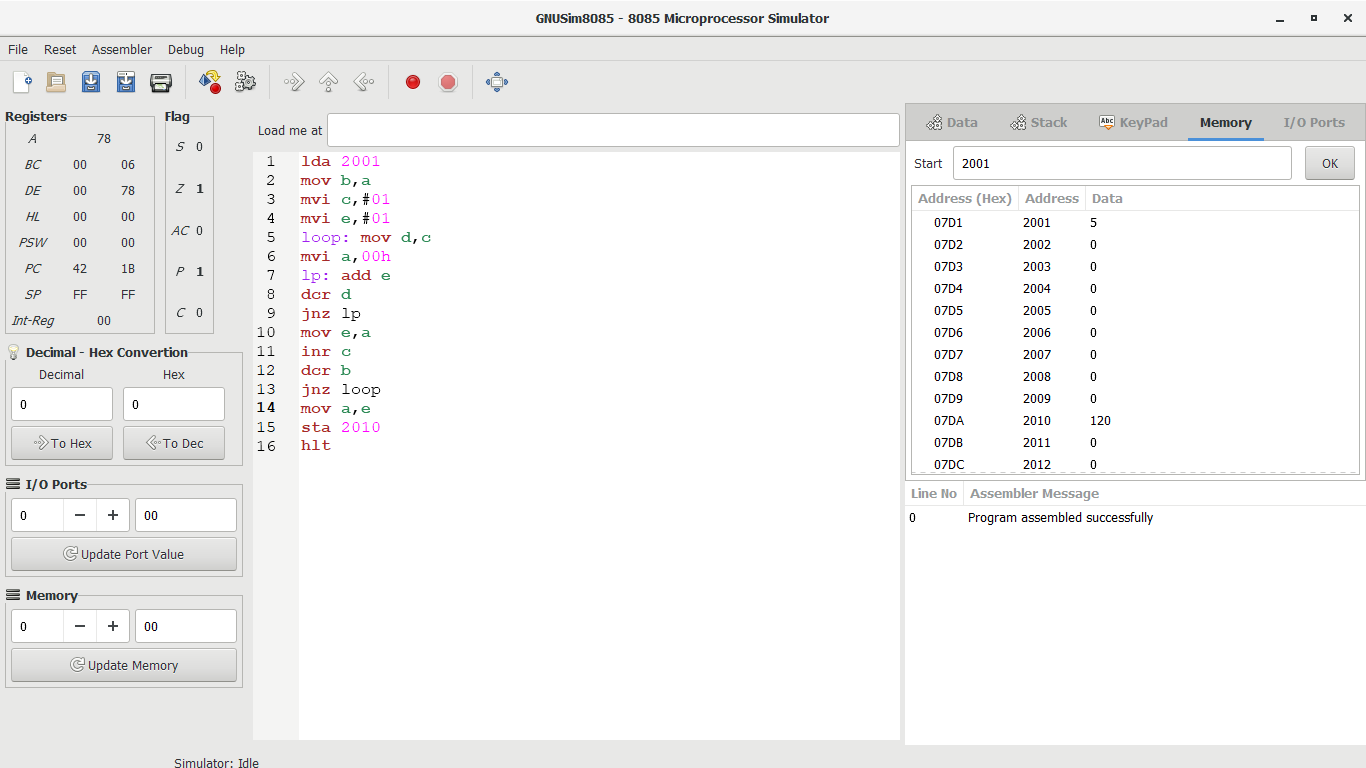 GNUSim8085 - 8085 Microprocessor Simulator
File Reset Assembler Debug Help
Registers
A 78
BC 00 06
DE 00 78
HL 00 00
PSW 00 00
PC 42 1B
SP FF FF
Int-Reg 00
Flag
S 0
Z 1
AC 0
P 1
C 0
Decimal - Hex Convertion
Decimal Hex
0 0
To Hex To Dec
I/O Ports
0 − + 00
Update Port Value
Memory
0 − + 00
Update Memory
Load me at
1 lda 2001
2 mov b,a
3 mvi c,#01
4 mvi e,#01
5 loop: mov d,c
6 mvi a,00h
7 lp: add e
8 dcr d
9 jnz lp
10 mov e,a
11 inr c
12 dcr b
13 jnz loop
14 mov a,e
15 sta 2010
16 hlt
Data Stack Abc KeyPad Memory I/O Ports
Start 2001 OK
Address (Hex) Address Data
07D1 2001 5
07D2 2002 0
07D3 2003 0
07D4 2004 0
07D5 2005 0
07D6 2006 0
07D7 2007 0
07D8 2008 0
07D9 2009 0
07DA 2010 120
07DB 2011 0
07DC 2012 0
Line No Assembler Message
0 Program assembled successfully
Simulator: Idle